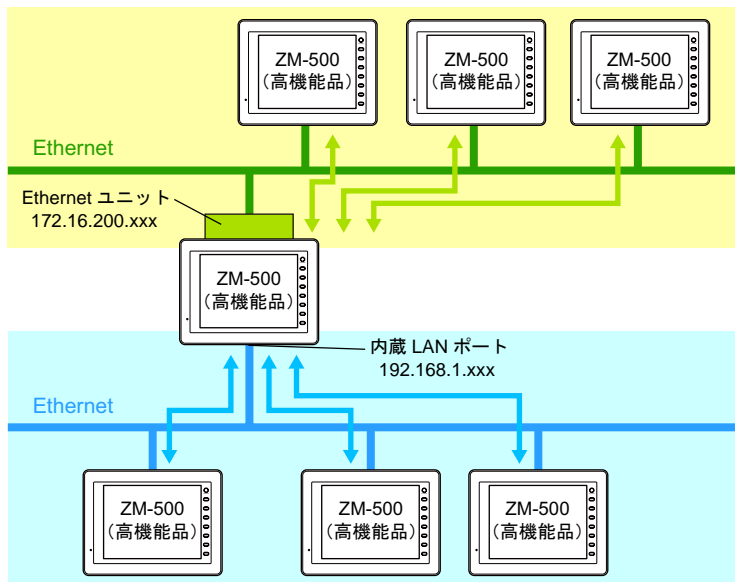 ZM-500
（高機能品）
ZM-500
（高機能品）
ZM-500
（高機能品）
Ethernet
Ethernet ユニット
172.16.200.xxx
ZM-500
（高機能品）
内蔵 LAN ポート
192.168.1.xxx
Ethernet
ZM-500
（高機能品）
ZM-500
（高機能品）
ZM-500
（高機能品）